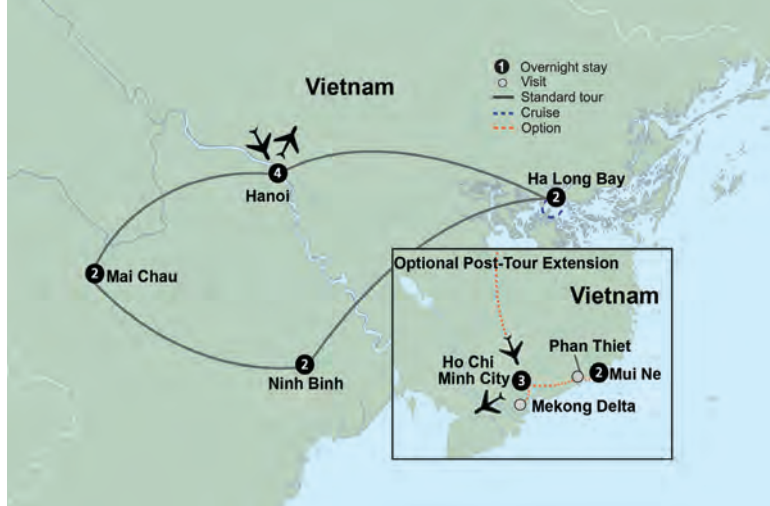 Vietnam
1 Overnight stay
Visit
Standard tour
Cruise
Option
4
Hanoi
Ha Long Bay
2
2 Mai Chau
2
Ninh Binh
Optional Post-Tour Extension
Vietnam
Phan Thiet
Ho Chi
Minh City
3
2 Mui Ne
Mekong Delta